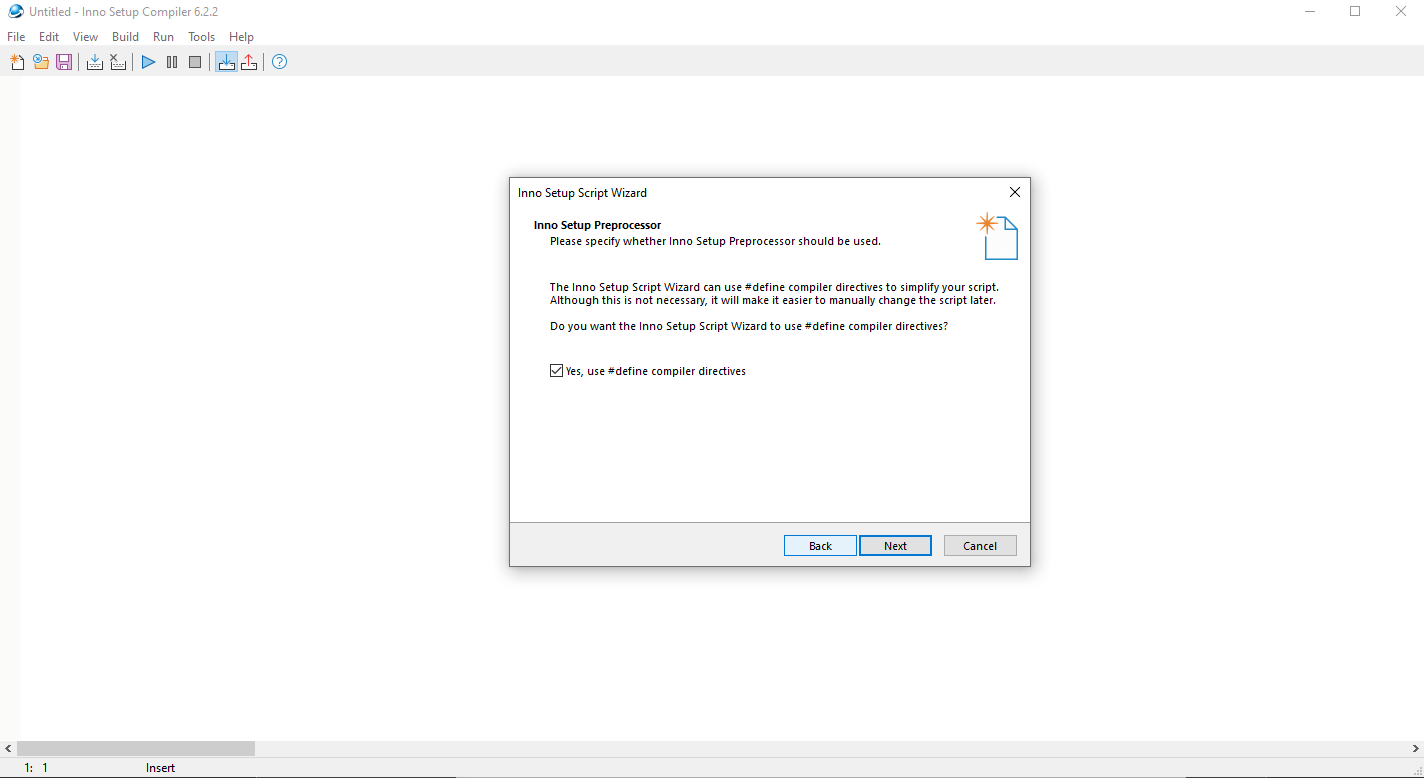 Untitled - Inno Setup Compiler 6.2.2
File Edit View Build Run Tools Help
Inno Setup Script Wizard
Inno Setup Preprocessor
Please specify whether Inno Setup Preprocessor should be used.
The Inno Setup Script Wizard can use #define compiler directives to simplify your script.
Although this is not necessary, it will make it easier to manually change the script later.
Do you want the Inno Setup Script Wizard to use #define compiler directives?
Yes, use #define compiler directives
Back Next Cancel
1: 1 Insert